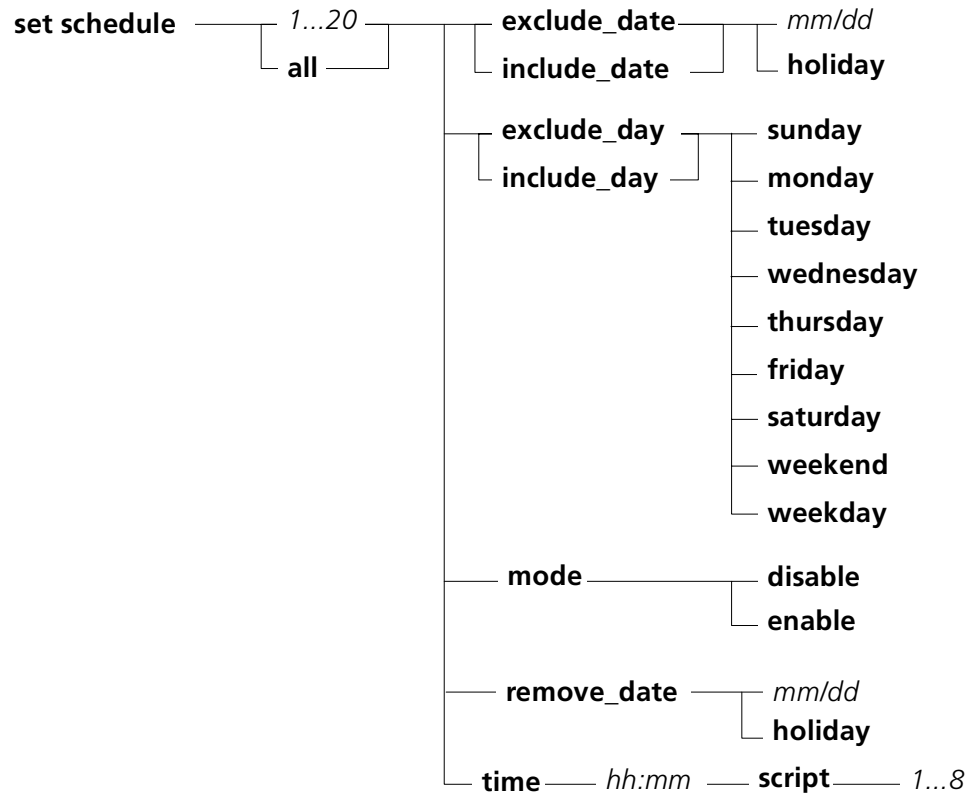 set schedule 1...20 exclude_date mm/dd
all include_date holiday
exclude_day sunday
include_day monday
tuesday
wednesday
thursday
friday
saturday
weekend
weekday
mode disable
enable
remove_date mm/dd
holiday
time hh:mm script 1...8